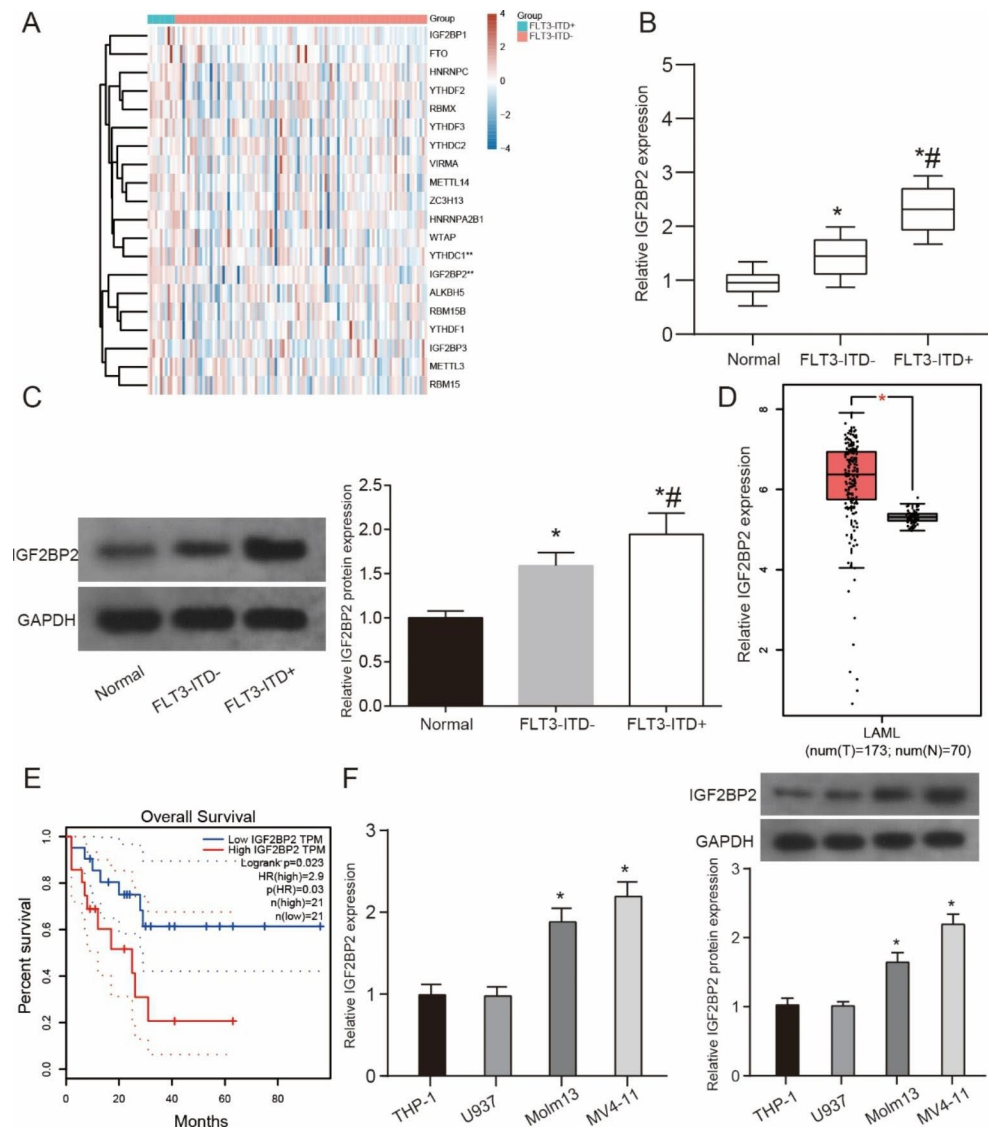 A
Group
Group
FLT3-ITD+
FLT3-ITD-
4
2
0
-2
-4
IGF2BP1
FTO
HNRNPC
YTHDF2
RBMX
YTHDF3
YTHDC2
VIRMA
METTL14
ZC3H13
HNRNPA2B1
WTAP
YTHDC1**
IGF2BP2**
ALKBH5
RBM15B
YTHDF1
IGF2BP3
METTL3
RBM15
B
Relative IGF2BP2 expression
5
4
3
2
1
0
*
*#
Normal FLT3-ITD- FLT3-ITD+
C
IGF2BP2
GAPDH
Normal FLT3-ITD- FLT3-ITD+
Relative IGF2BP2 protein expression
2.5
2.0
1.5
1.0
0.5
0.0
*
*#
Normal FLT3-ITD- FLT3-ITD+
D
Relative IGF2BP2 expression
8
6
4
2
*
LAML
(num(T)=173; num(N)=70)
E
Overall Survival
Low IGF2BP2 TPM
High IGF2BP2 TPM
Logrank p=0.023
HR(high)=2.9
p(HR)=0.03
n(high)=21
n(low)=21
Percent survival
1.0
0.8
0.6
0.4
0.2
0.0
0 20 40 60 80
Months
F
Relative IGF2BP2 expression
3
2
1
0
*
*
THP-1 U937 Molm13 MV4-11
IGF2BP2
GAPDH
Relative IGF2BP2 protein expression
3
2
1
0
*
*
THP-1 U937 Molm13 MV4-11